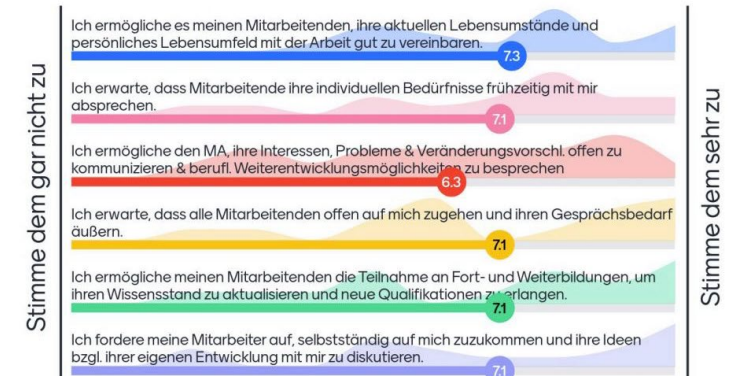 Stimme dem gar nicht zu
Ich ermögliche es meinen Mitarbeitenden, ihre aktuellen Lebensumstände und
persönliches Lebensumfeld mit der Arbeit gut zu vereinbaren.
7.3
Ich erwarte, dass Mitarbeitende ihre individuellen Bedürfnisse frühzeitig mit mir
absprechen.
7.1
Ich ermögliche den MA, ihre Interessen, Probleme & Veränderungsvorschl. offen zu
kommunizieren & berufl. Weiterentwicklungsmöglichkeiten zu besprechen
6.3
Ich erwarte, dass alle Mitarbeitenden offen auf mich zugehen und ihren Gesprächsbedarf
äußern.
7.1
Ich ermögliche meinen Mitarbeitenden die Teilnahme an Fort- und Weiterbildungen, um
ihren Wissensstand zu aktualisieren und neue Qualifikationen zu erlangen.
7.1
Ich fordere meine Mitarbeiter auf, selbstständig auf mich zuzukommen und ihre Ideen
bzgl. ihrer eigenen Entwicklung mit mir zu diskutieren.
7.1
Stimme dem sehr zu